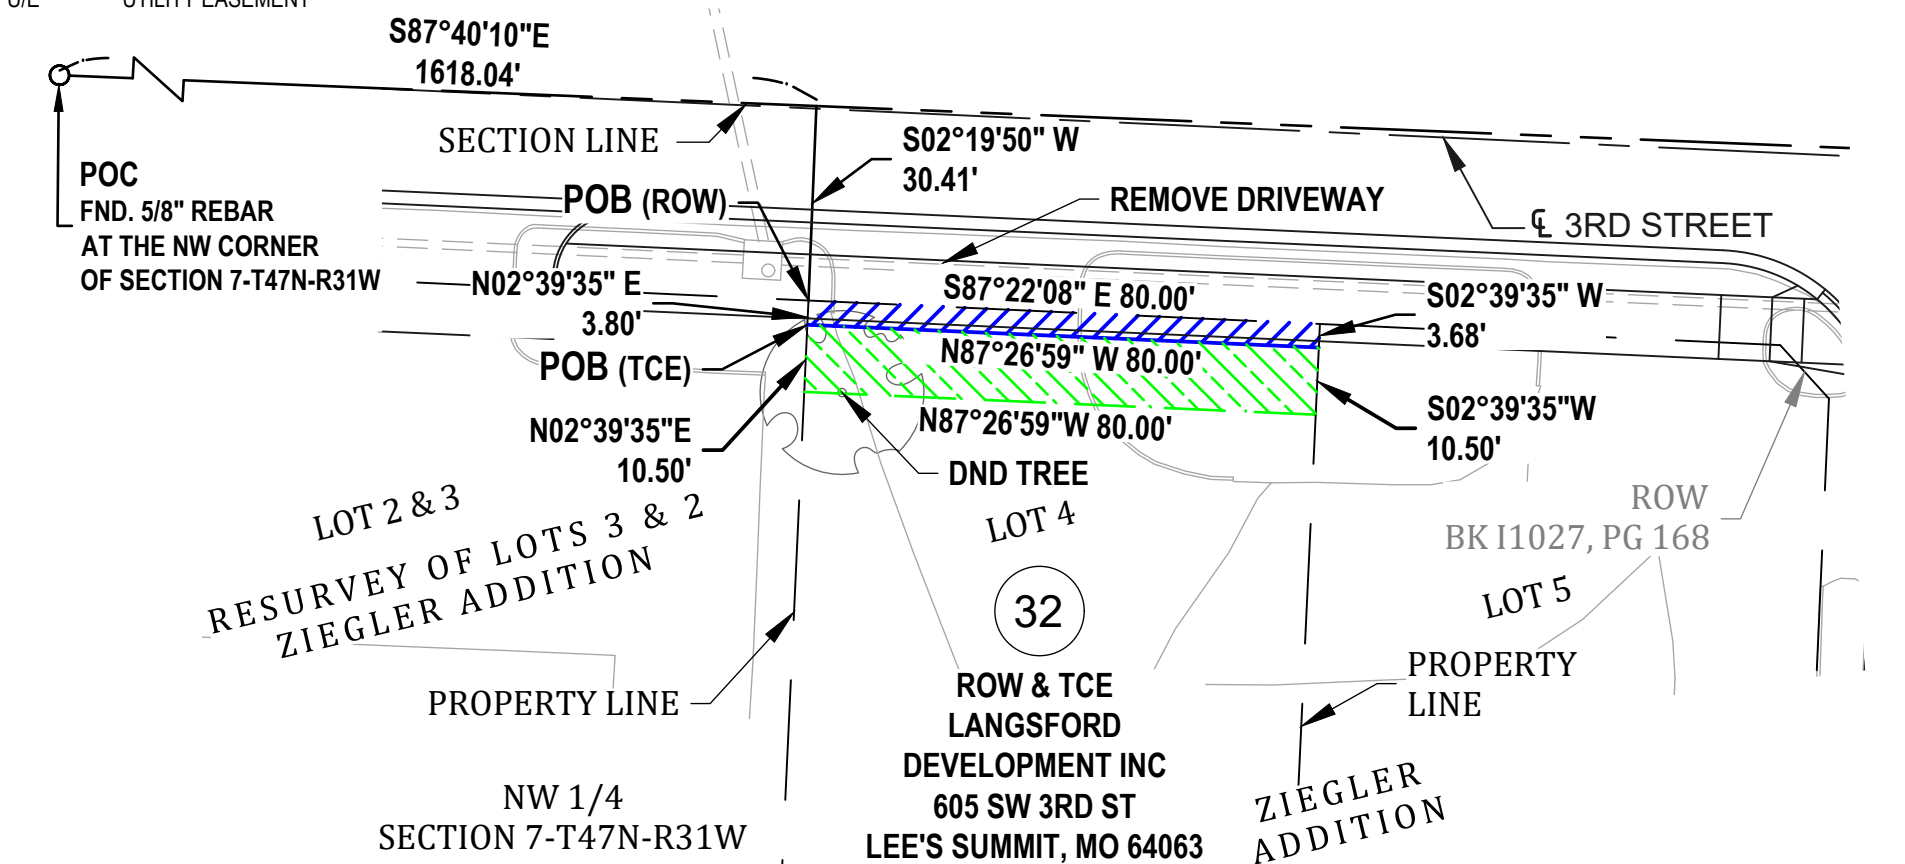 U/E UTILITY EASEMENT
S87°40'10"E
1618.04'
SECTION LINE
S02°19'50" W
30.41'
POC
FND. 5/8" REBAR
AT THE NW CORNER
OF SECTION 7-T47N-R31W
POB (ROW)
REMOVE DRIVEWAY
℄ 3RD STREET
N02°39'35" E
3.80'
S87°22'08" E 80.00'
S02°39'35" W
3.68'
POB (TCE)
N87°26'59" W 80.00'
N02°39'35"E
10.50'
N87°26'59"W 80.00'
S02°39'35"W
10.50'
DND TREE
LOT 2 & 3
RESURVEY OF LOTS 3 & 2
ZIEGLER ADDITION
LOT 4
ROW
BK I1027, PG 168
LOT 5
32
PROPERTY LINE
PROPERTY
LINE
ROW & TCE
LANGSFORD
DEVELOPMENT INC
605 SW 3RD ST
LEE'S SUMMIT, MO 64063
NW 1/4
SECTION 7-T47N-R31W
ZIEGLER
ADDITION